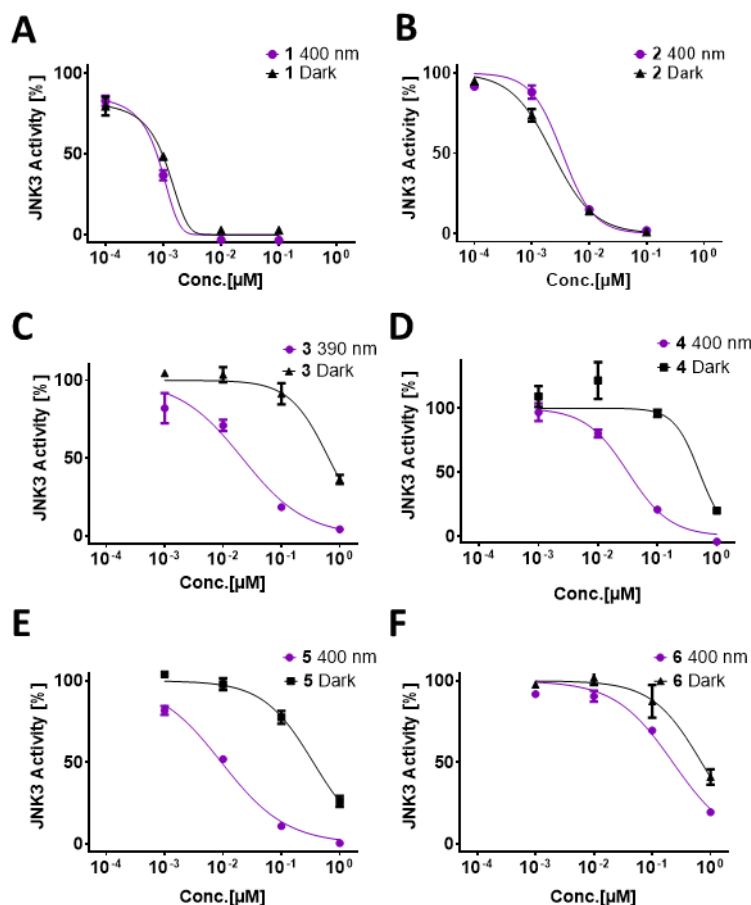 A
1 400 nm
1 Dark
JNK3 Activity [%]
100
50
0
10⁻⁴ 10⁻³ 10⁻² 10⁻¹ 10⁰
Conc.[µM]
B
2 400 nm
2 Dark
JNK3 Activity [%]
100
50
0
10⁻⁴ 10⁻³ 10⁻² 10⁻¹ 10⁰
Conc.[µM]
C
3 390 nm
3 Dark
JNK3 Activity [%]
100
50
0
10⁻⁴ 10⁻³ 10⁻² 10⁻¹ 10⁰
Conc.[µM]
D
4 400 nm
4 Dark
JNK3 Activity [%]
100
50
0
10⁻⁴ 10⁻³ 10⁻² 10⁻¹ 10⁰
Conc.[µM]
E
5 400 nm
5 Dark
JNK3 Activity [%]
100
50
0
10⁻⁴ 10⁻³ 10⁻² 10⁻¹ 10⁰
Conc.[µM]
F
6 400 nm
6 Dark
JNK3 Activity [%]
100
50
0
10⁻⁴ 10⁻³ 10⁻² 10⁻¹ 10⁰
Conc.[µM]